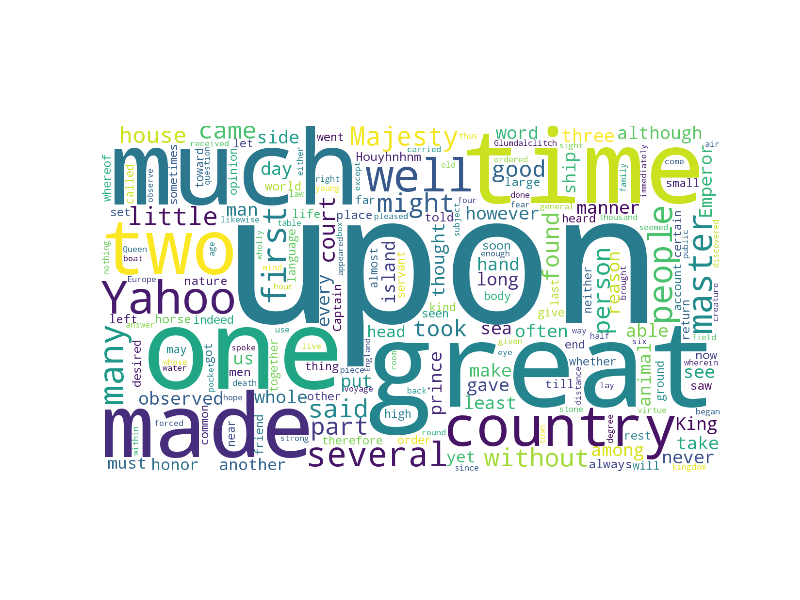 much
upon
time
great
one
two
made
country
Yahoo
well
many
several
people
master
first
Majesty
came
house
side
might
little
word
three
although
good
ship
Emperor
whereof
called
observe
received
toward
question
let
went
opinion
sometimes
either
carried
thus
Glumdalclitch
Houyhnhnm
except
old
ordered
sight
immediately
come
air
day
world
law
right
young
far
large
four
done
fear
family
small
set
man
likewise
life
place
pleased
told
subject
however
general
manner
heard
thousand
seemed
discovered
nothing
Queen
boat
age
wholly
table
language
court
appeared
box
almost
thought
soon
enough
hand
found
neither
person
reason
account
certain
public
Europe
mind
hour
every
Captain
island
servant
kind
seen
body
long
last
give
brought
return
creature
left
nature
horse
indeed
use
England
head
took
sea
often
end
way
half
able
field
now
answer
may
whose
water
got
spoke
us
men
live
death
together
thing
piece
room
voyage
put
prince
back
make
gave
given
eye
till
whether
distance
six
lay
animal
ground
wherein
see
saw
desired
pocket
observed
hope
whole
other
said
high
least
stone
degree
virtue
began
King
within
forced
common
near
friend
strong
part
therefore
order
round
yet
since
without
among
rest
take
must
honor
another
always
will
kingdom
never